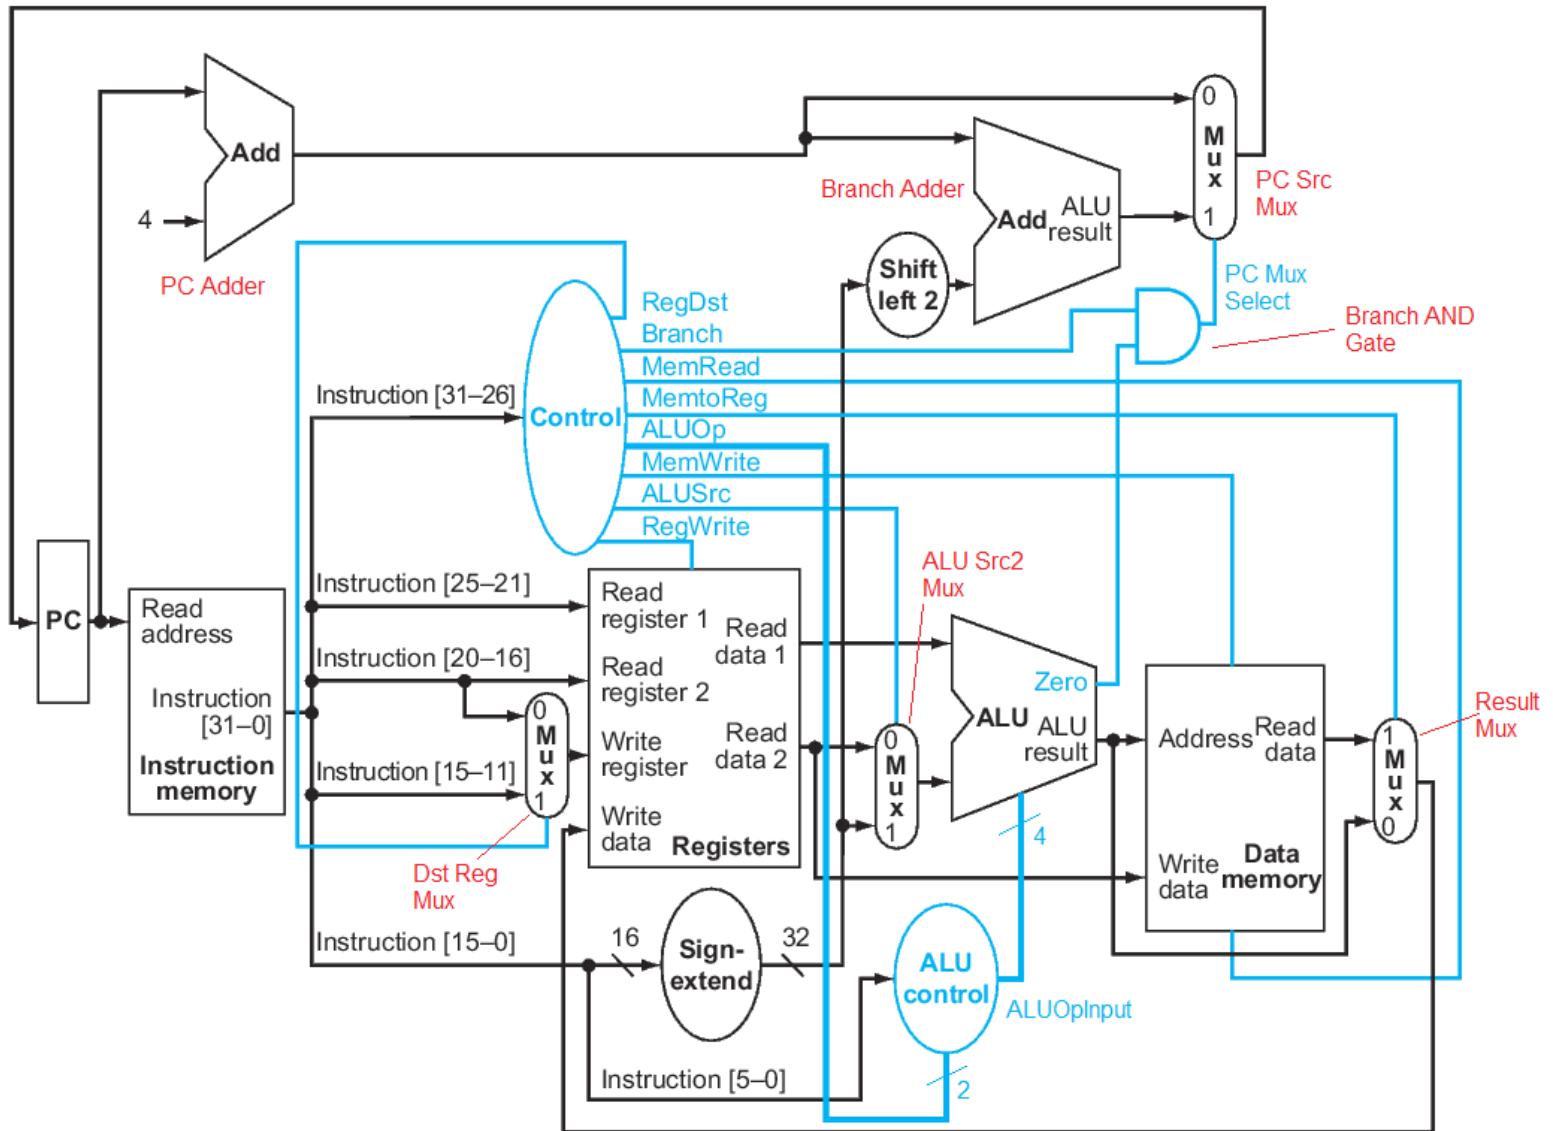 Add
4
PC Adder
Branch Adder
Add
ALU
result
0
Mux
1
PC Src
Mux
Shift
left 2
PC Mux
Select
Branch AND
Gate
RegDst
Branch
MemRead
MemtoReg
ALUOp
MemWrite
ALUSrc
RegWrite
Control
Instruction [31–26]
Instruction [25–21]
Instruction [20–16]
Instruction [15–11]
Instruction [15–0]
Instruction [5–0]
PC
Read
address
Instruction
[31–0]
Instruction
memory
0
Mux
1
Dst Reg
Mux
Read
register 1
Read
register 2
Write
register
Write
data
Read
data 1
Read
data 2
Registers
ALU Src2
Mux
0
Mux
1
Zero
ALU
ALU
result
4
Address
Read
data
Write
data
Data
memory
Result
Mux
1
Mux
0
16
Sign-
extend
32
ALU
control
ALUOpInput
2